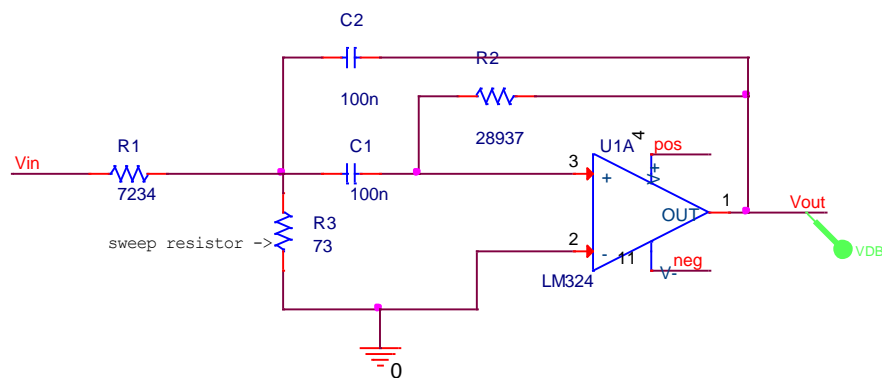 C2
100n
R2
28937
R1
Vin
7234
C1
100n
R3
73
sweep resistor ->
U1A
4
pos
3
+
V+
OUT
1
Vout
VDB
2
-
11
V-
neg
LM324
0